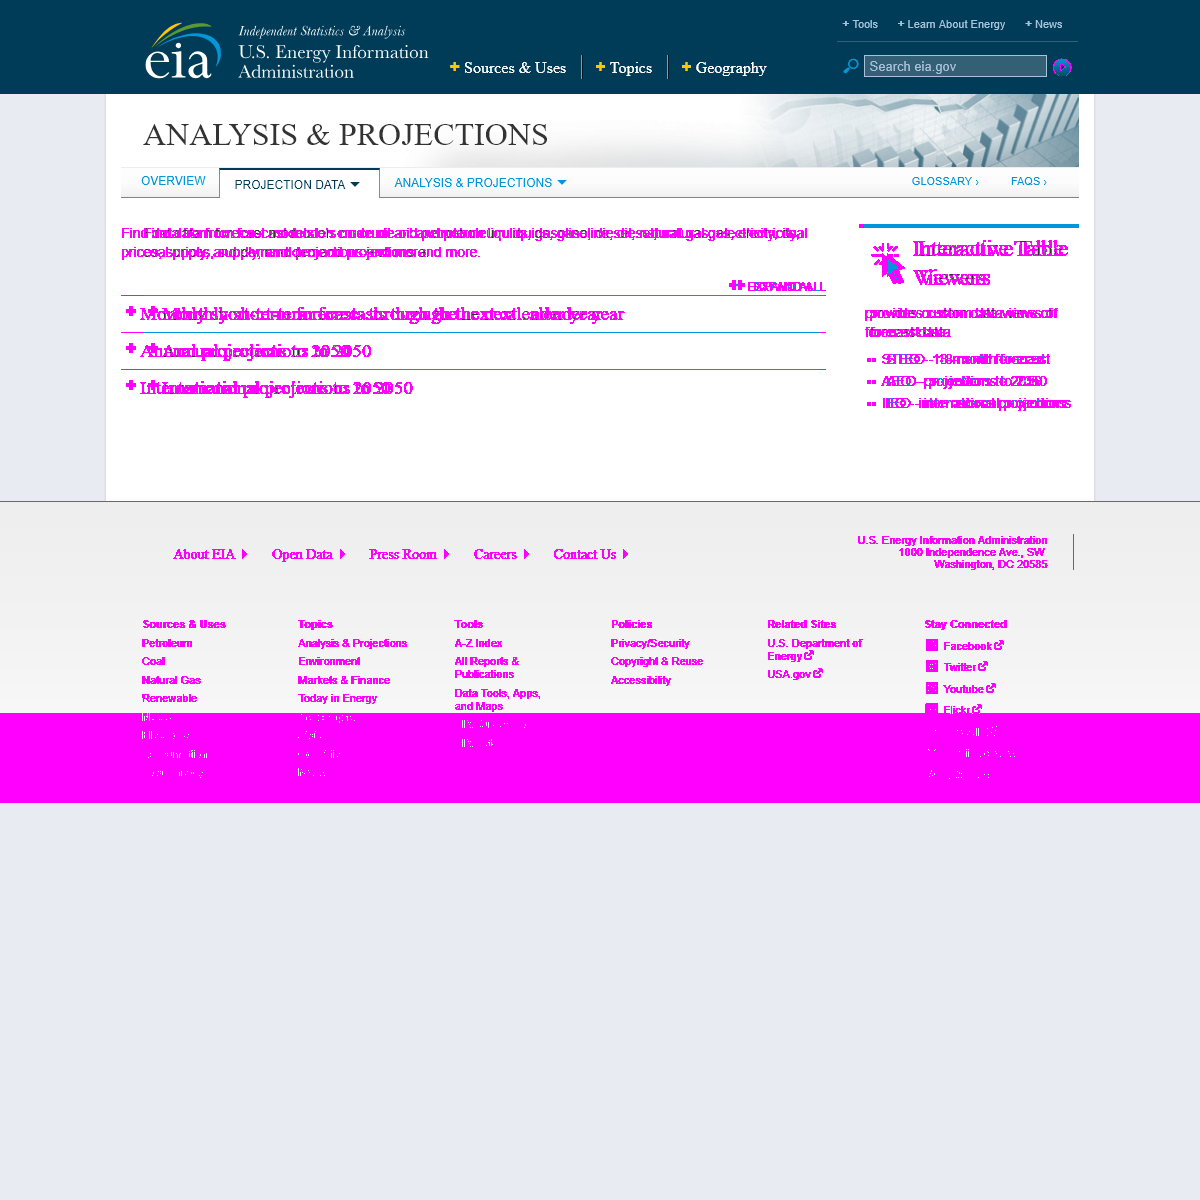 + Tools + Learn About Energy + News
eia Independent Statistics & Analysis
U.S. Energy Information
Administration
+ Sources & Uses + Topics + Geography
Search eia.gov
ANALYSIS & PROJECTIONS
OVERVIEW PROJECTION DATA ANALYSIS & PROJECTIONS GLOSSARY › FAQS ›
Find data from forecast models on crude oil and petroleum liquids, gasoline, diesel, natural gas, electricity, coal
prices, supply, and demand projections and more.
EXPAND ALL
+ Monthly short-term forecasts through the next calendar year
+ Annual projections to 2050
+ International projections to 2050
Interactive Table
Viewers
provides custom data views of
forecast data
STEO - 18-month forecast
AEO - projections to 2050
IEO - international projections
About EIA Open Data Press Room Careers Contact Us
U.S. Energy Information Administration
1000 Independence Ave., SW
Washington, DC 20585
Sources & Uses
Petroleum
Coal
Natural Gas
Renewable
Topics
Analysis & Projections
Environment
Markets & Finance
Today in Energy
Tools
A-Z Index
All Reports &
Publications
Data Tools, Apps,
and Maps
Policies
Privacy/Security
Copyright & Reuse
Accessibility
Related Sites
U.S. Department of
Energy
USA.gov
Stay Connected
Facebook
Twitter
Youtube
Flickr